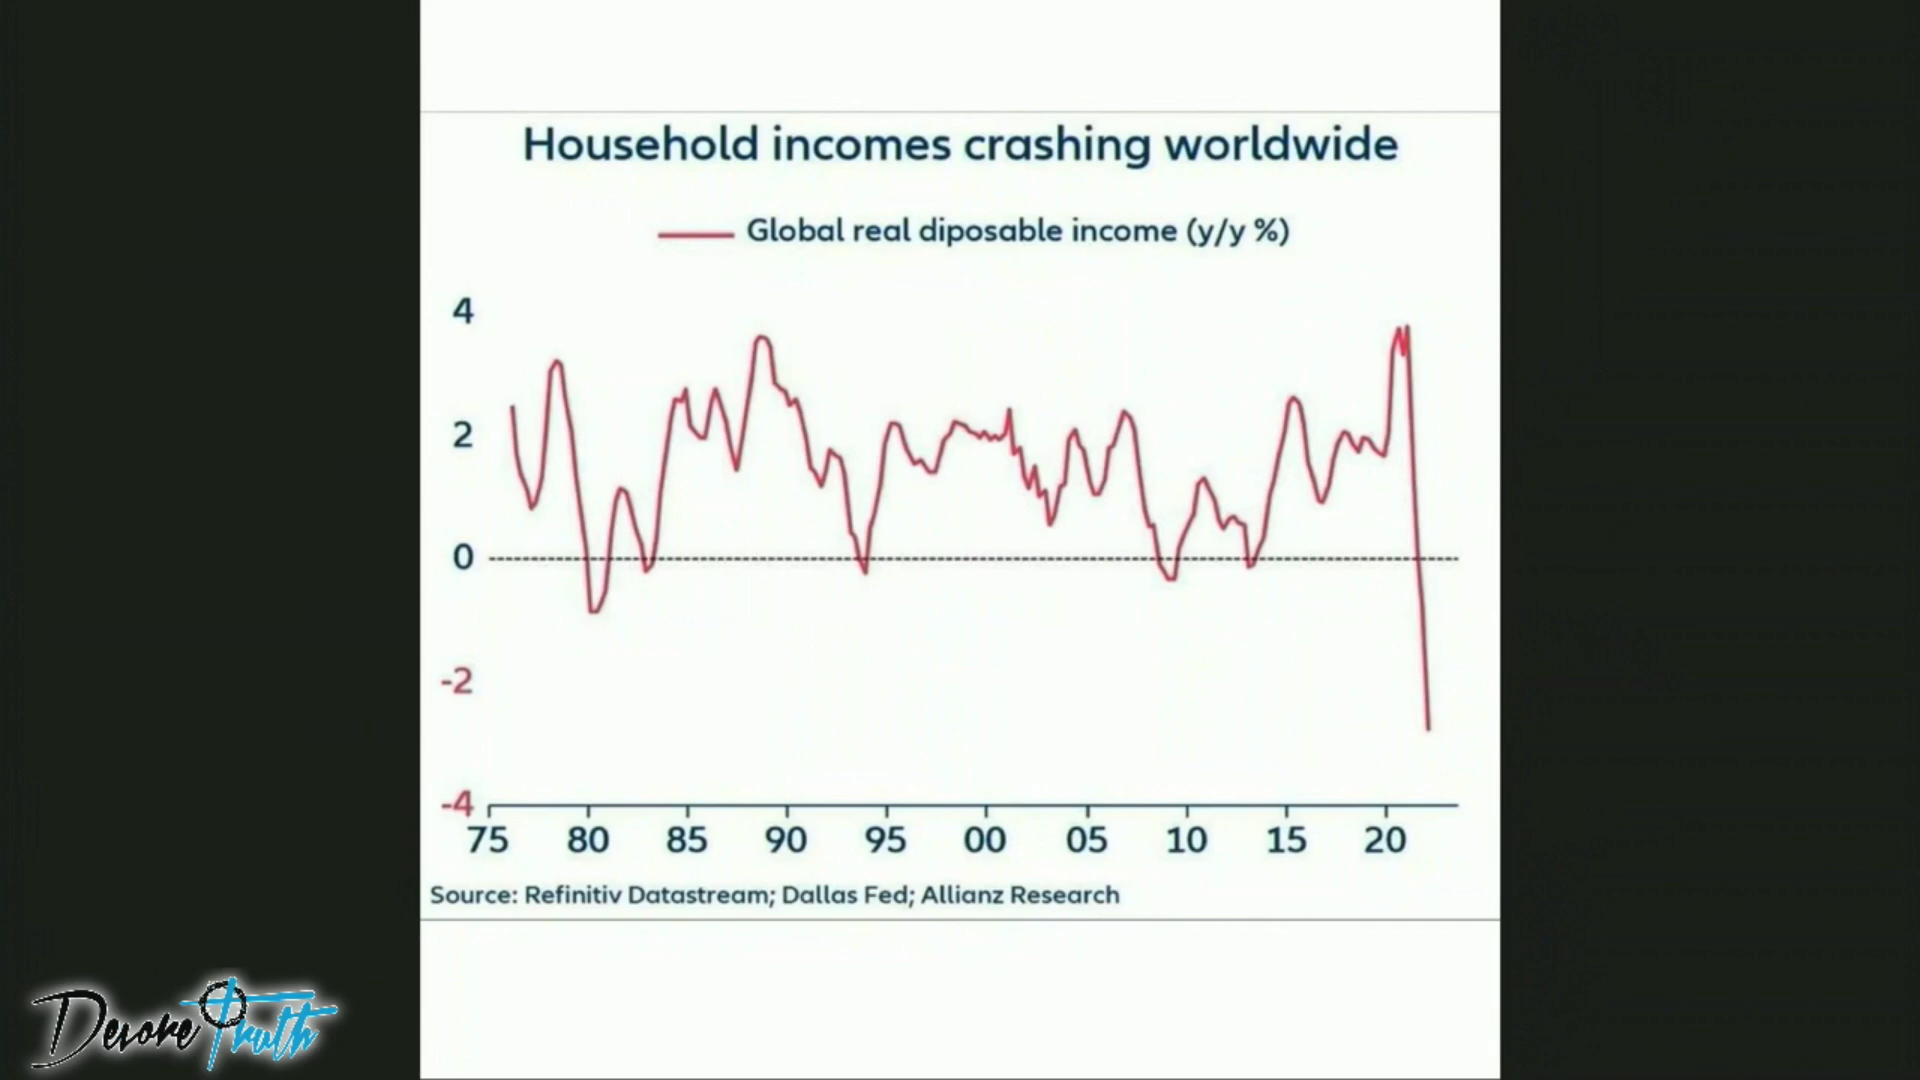 Household incomes crashing worldwide
Global real diposable income (y/y %)
4
2
0
-2
-4
75 80 85 90 95 00 05 10 15 20
Source: Refinitiv Datastream; Dallas Fed; Allianz Research
Truth